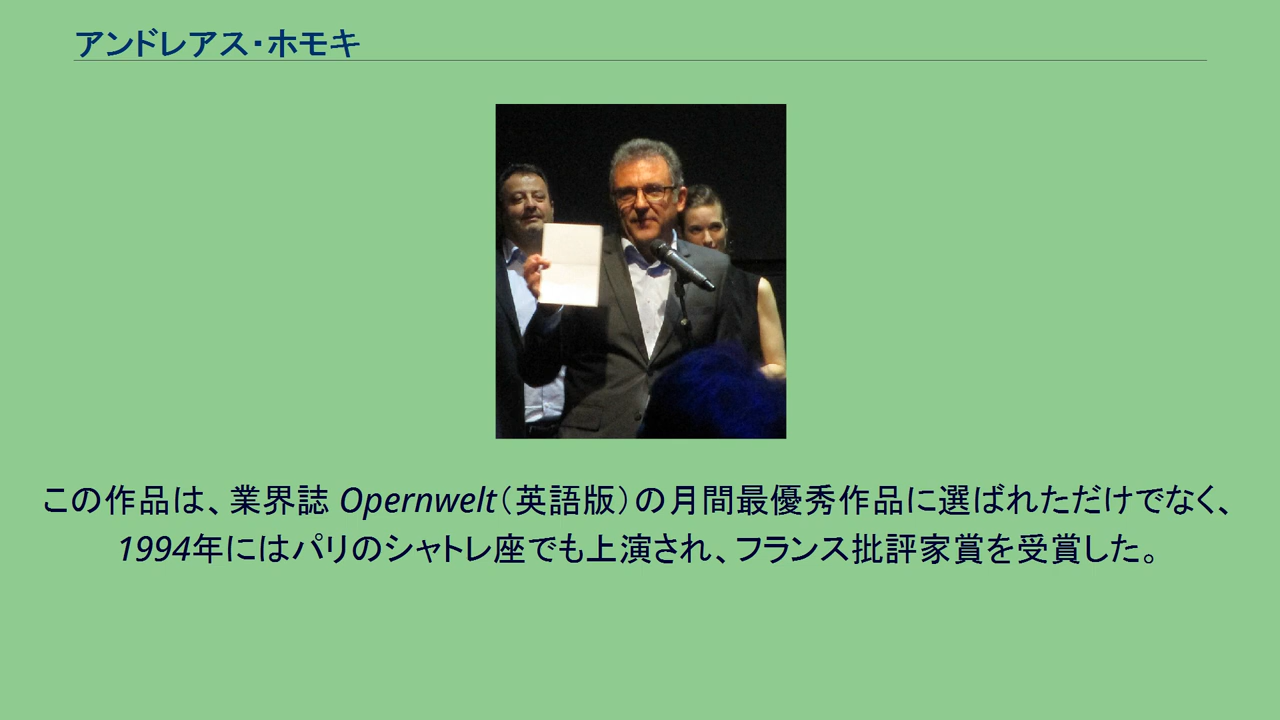 アンドレアス・ホモキ
この作品は、業界誌 Opernwelt（英語版）の月間最優秀作品に選ばれただけでなく、
1994年にはパリのシャトレ座でも上演され、フランス批評家賞を受賞した。